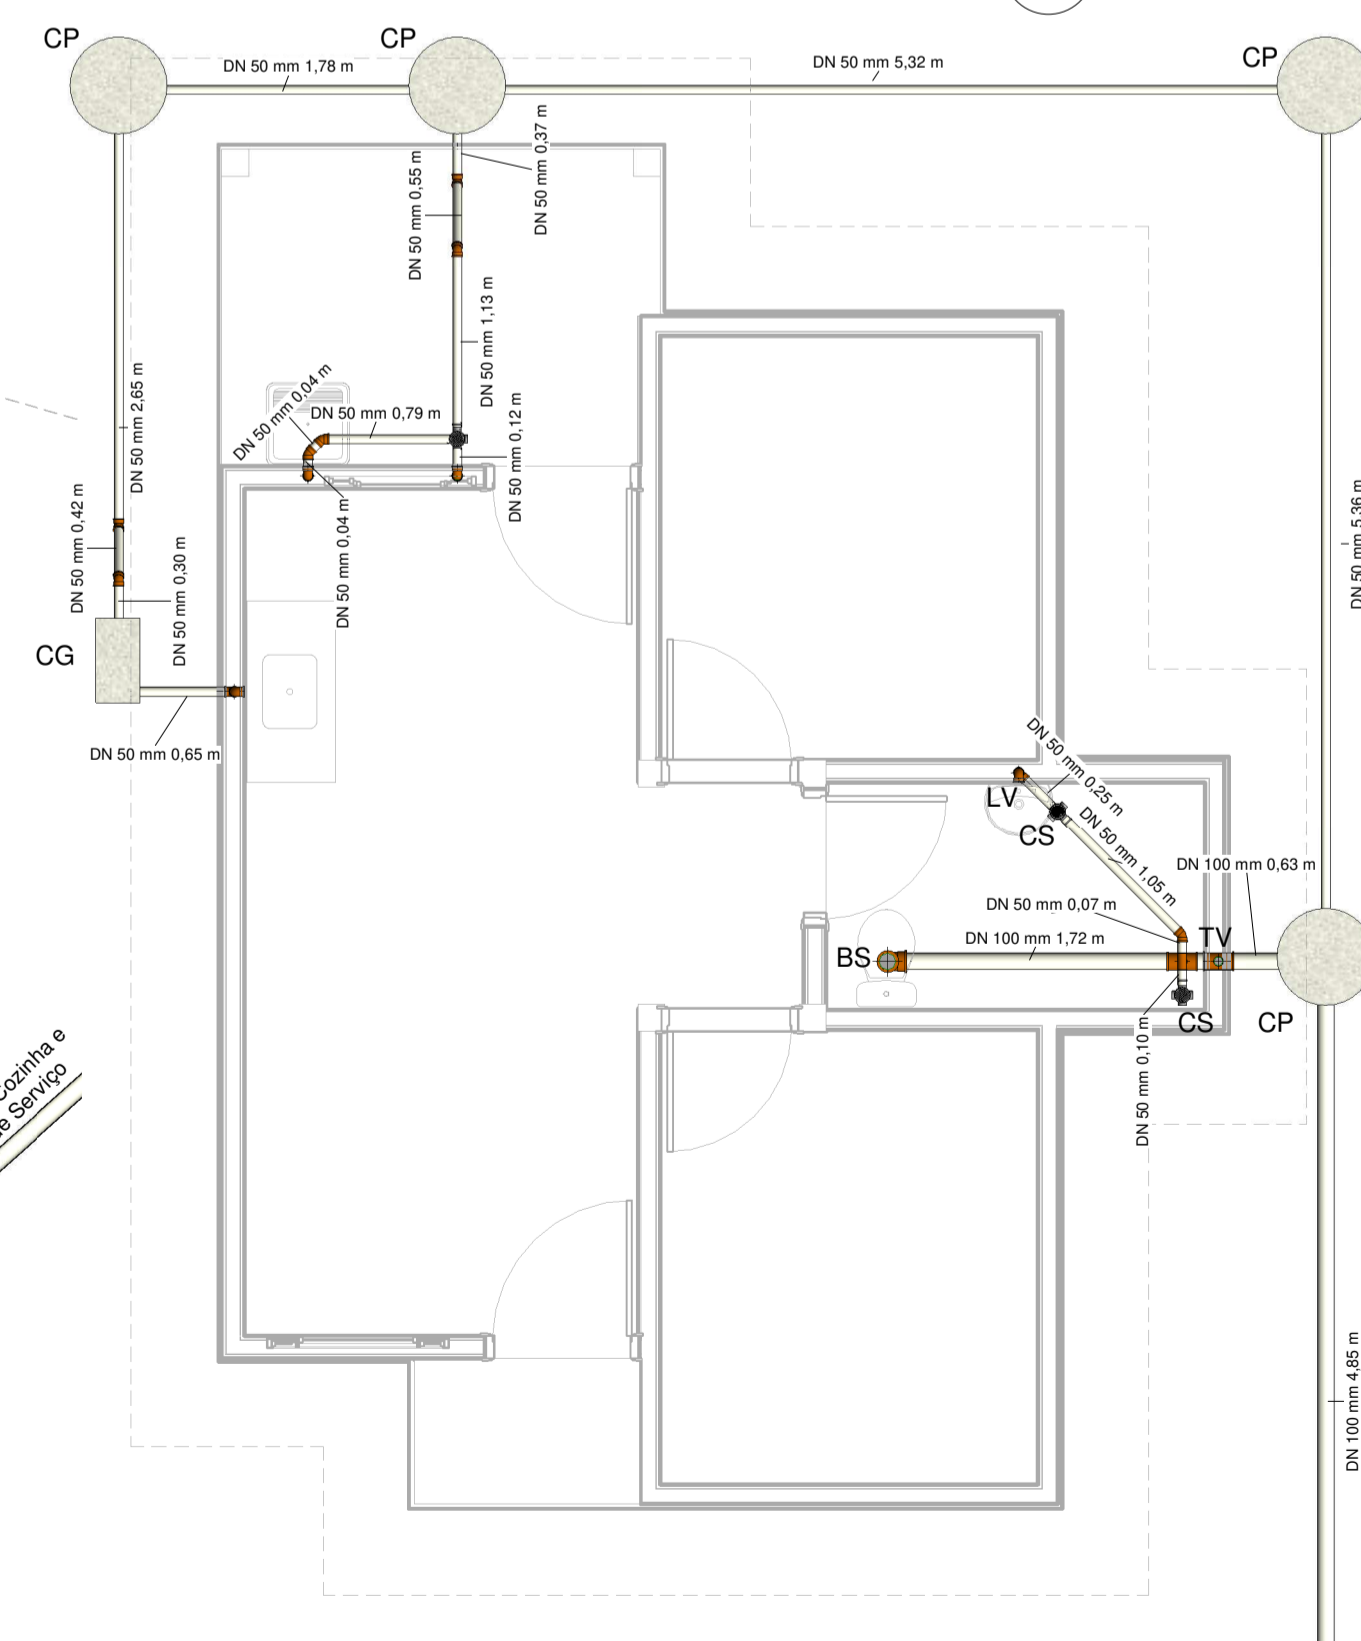 CP
CP
CP
DN 50 mm 1,78 m
DN 50 mm 5,32 m
DN 50 mm 0,37 m
DN 50 mm 0,55 m
DN 50 mm 1,13 m
DN 50 mm 0,04 m
DN 50 mm 0,79 m
DN 50 mm 0,12 m
DN 50 mm 2,65 m
DN 50 mm 0,42 m
DN 50 mm 0,30 m
DN 50 mm 0,04 m
DN 50 mm 5,36 m
CG
DN 50 mm 0,65 m
DN 50 mm 0,25 m
LV
CS
DN 50 mm 1,05 m
DN 100 mm 0,63 m
DN 50 mm 0,07 m
DN 100 mm 1,72 m
TV
BS
CS
CP
DN 50 mm 0,10 m
Cozinha e
Serviço
DN 100 mm 4,85 m